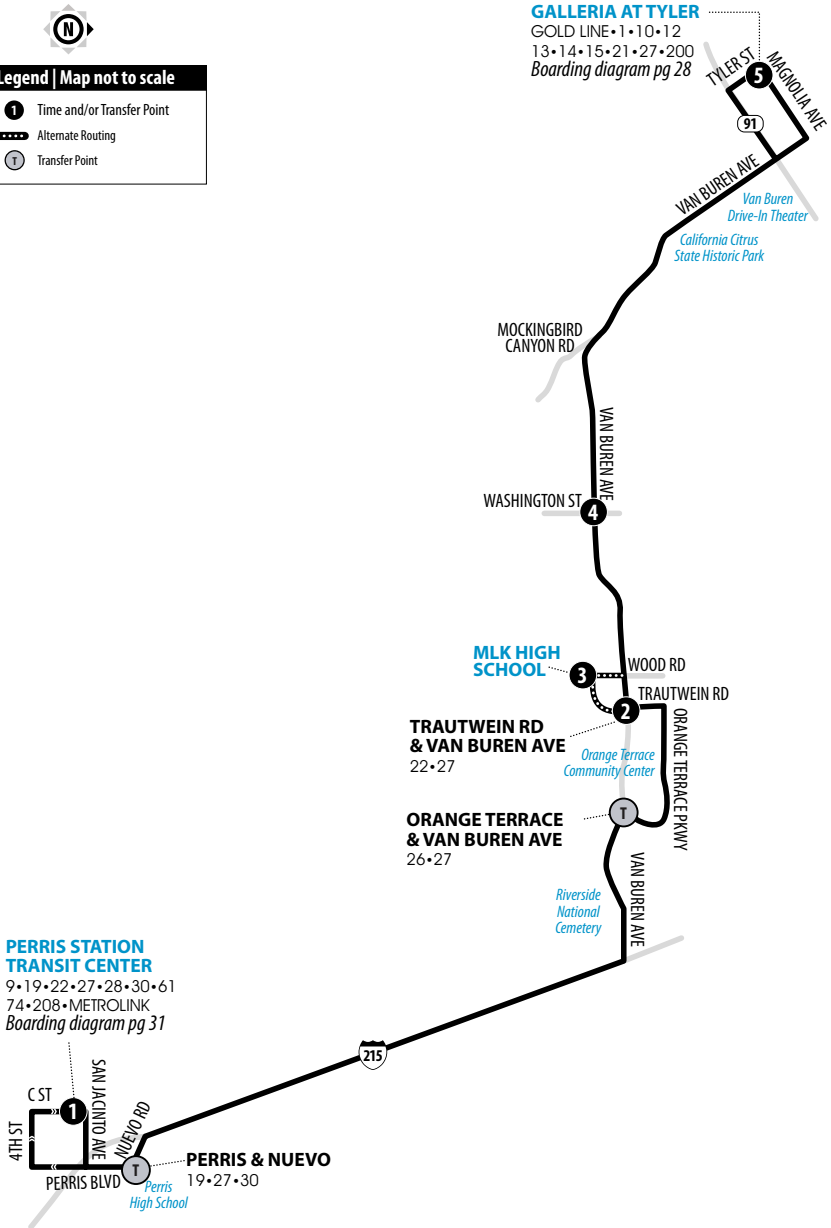 N
Legend | Map not to scale
1 Time and/or Transfer Point
Alternate Routing
T Transfer Point
GALLERIA AT TYLER
GOLD LINE•1•10•12
13•14•15•21•27•200
Boarding diagram pg 28
TYLER ST
5
MAGNOLIA AVE
91
VAN BUREN AVE
Van Buren
Drive-In Theater
California Citrus
State Historic Park
MOCKINGBIRD
CANYON RD
VAN BUREN AVE
WASHINGTON ST
4
MLK HIGH
SCHOOL
3
WOOD RD
2
TRAUTWEIN RD
TRAUTWEIN RD
& VAN BUREN AVE
22•27
Orange Terrace
Community Center
ORANGE TERRACE PKWY
ORANGE TERRACE
& VAN BUREN AVE
26•27
T
VAN BUREN AVE
Riverside
National
Cemetery
PERRIS STATION
TRANSIT CENTER
9•19•22•27•28•30•61
74•208•METROLINK
Boarding diagram pg 31
215
C ST
1
SAN JACINTO AVE
NUEVO RD
4TH ST
PERRIS BLVD
T
PERRIS & NUEVO
19•27•30
Perris
High School